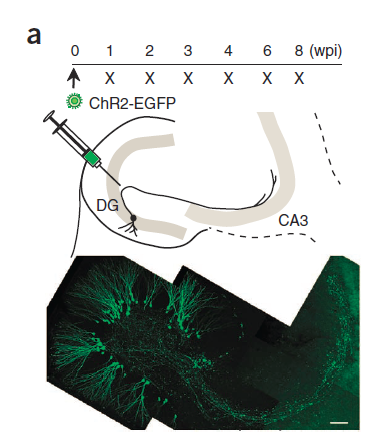 a
0 1 2 3 4 6 8 (wpi)
X X X X X X
ChR2-EGFP
DG
CA3